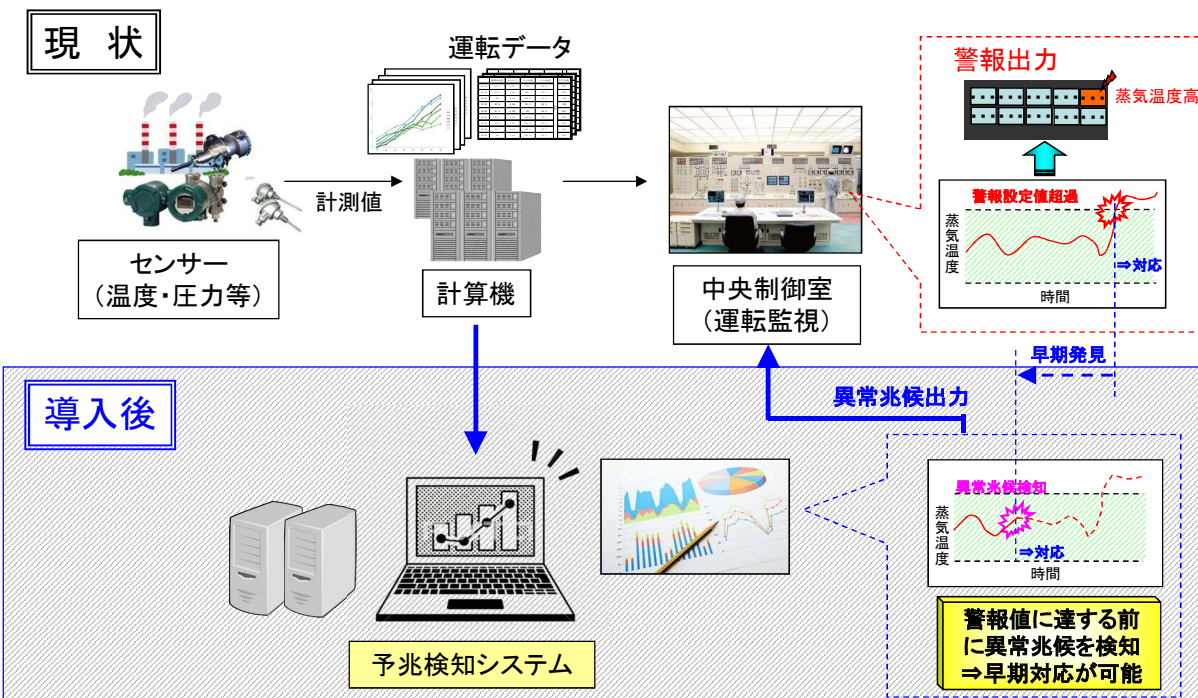 現 状
運転データ
計測値
センサー
（温度・圧力等）
計算機
中央制御室
（運転監視）
警報出力
蒸気温度高
警報設定値超過
蒸気温度
⇒対応
時間
早期発見
導入後
異常兆候出力
予兆検知システム
異常兆候検知
蒸気温度
⇒対応
時間
警報値に達する前
に異常兆候を検知
⇒早期対応が可能